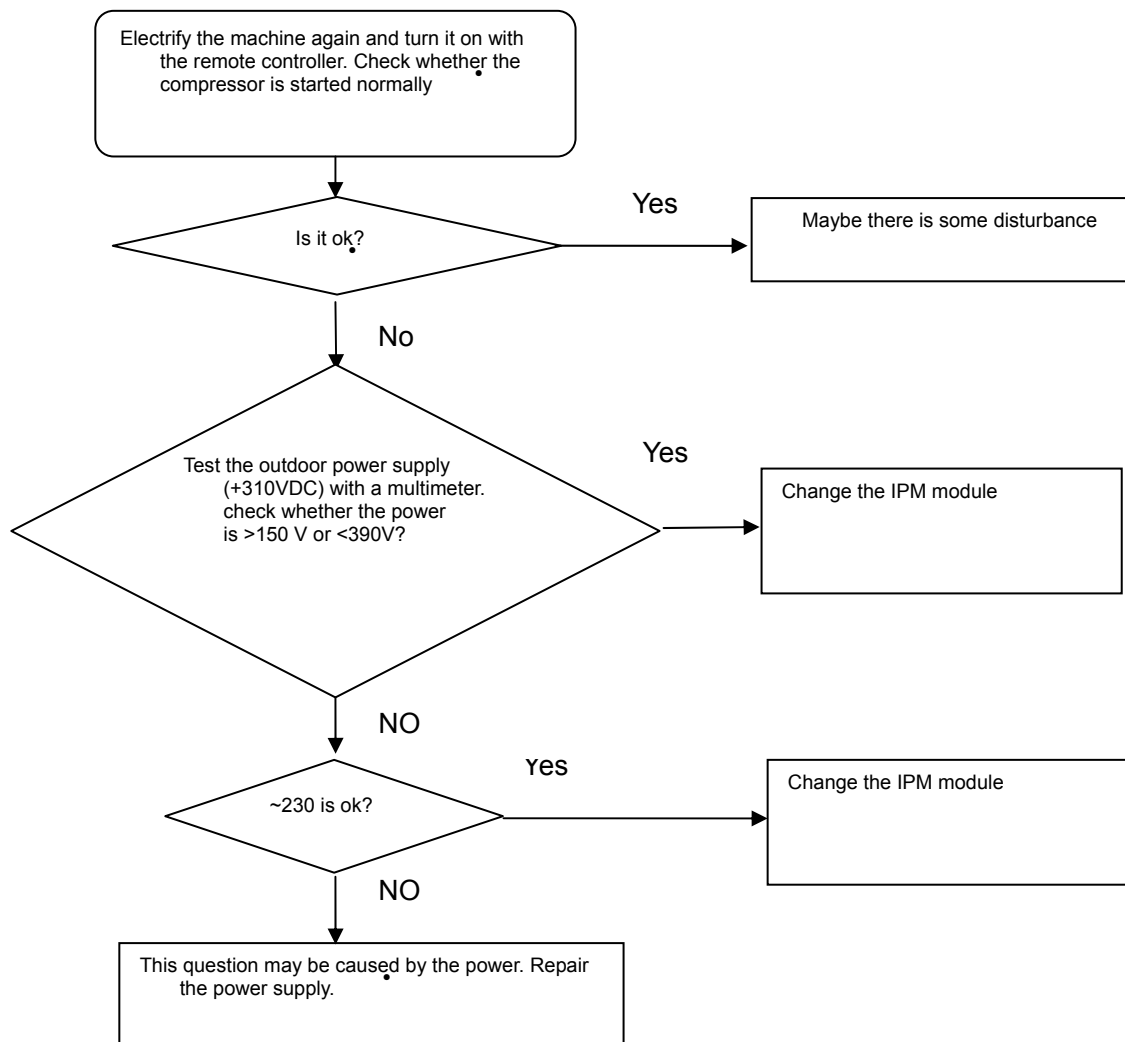 Electrify the machine again and turn it on with
the remote controller. Check whether the
compressor is started normally
Yes
Maybe there is some disturbance
Is it ok?
No
Yes
Test the outdoor power supply
(+310VDC) with a multimeter.
check whether the power
is >150 V or <390V?
Change the IPM module
NO
Yes
~230 is ok?
Change the IPM module
NO
This question may be caused by the power. Repair
the power supply.